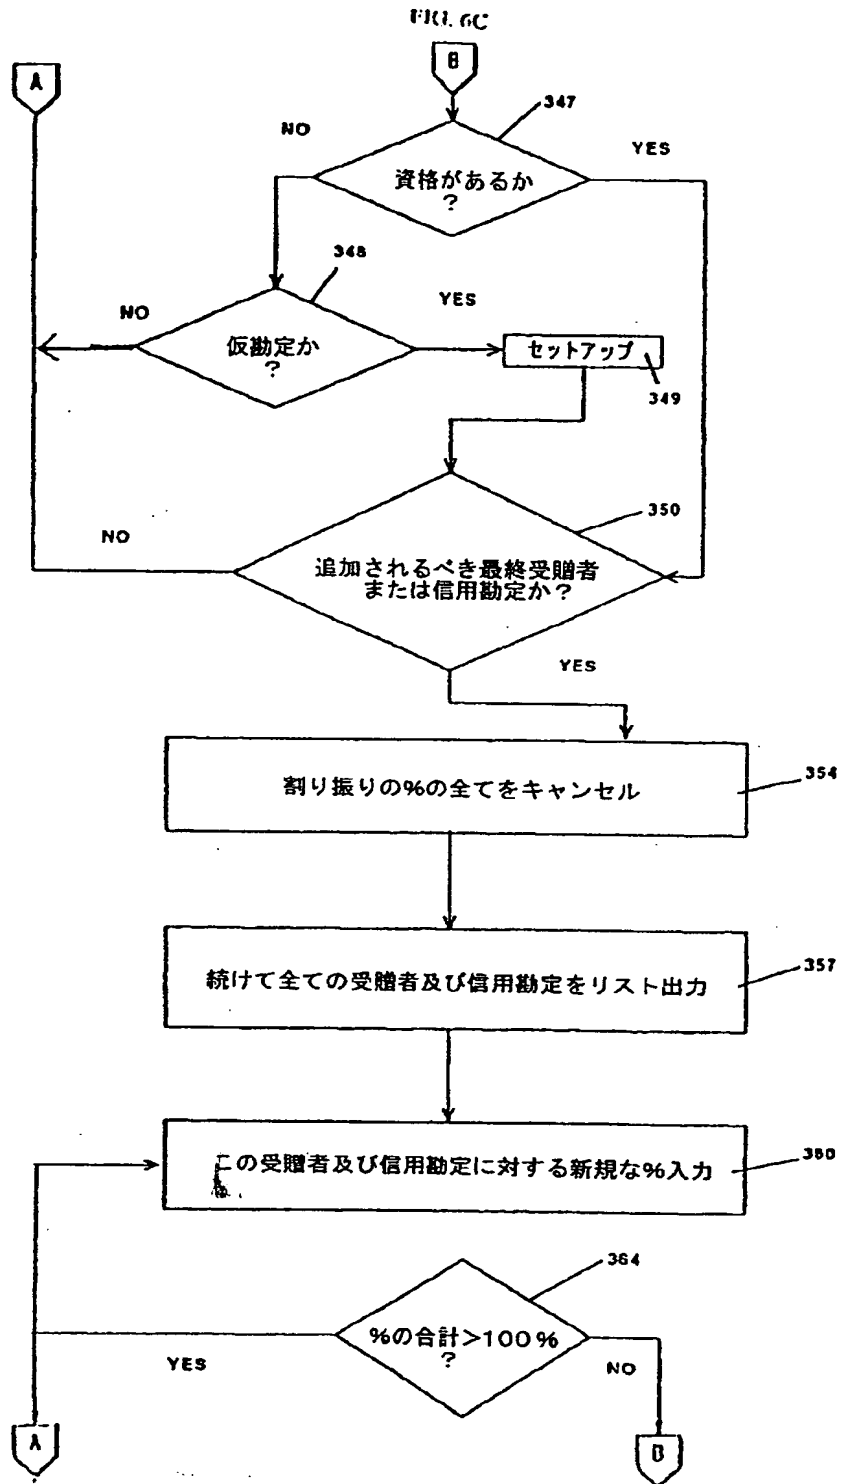 FIG. 6C
A
B
347
NO
YES
資格があるか
?
348
NO
YES
仮勘定か
?
セットアップ
349
350
NO
追加されるべき最終受贈者
または信用勘定か?
YES
割り振りの%の全てをキャンセル
354
続けて全ての受贈者及び信用勘定をリスト出力
357
この受贈者及び信用勘定に対する新規な%入力
360
364
%の合計>100%
?
YES
NO
A